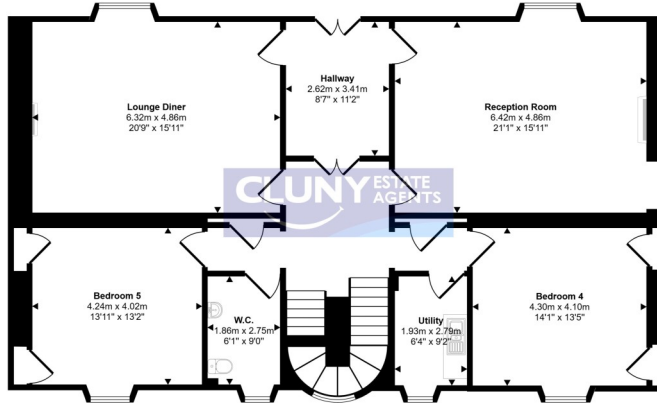 Lounge Diner
6.32m x 4.86m
20'9" x 15'11"
Hallway
2.62m x 3.41m
8'7" x 11'2"
Reception Room
6.42m x 4.86m
21'1" x 15'11"
CLUNY ESTATE
AGENTS
Bedroom 5
4.24m x 4.02m
13'11" x 13'2"
W.C.
1.86m x 2.75m
6'1" x 9'0"
Utility
1.93m x 2.79m
6'4" x 9'2"
Bedroom 4
4.30m x 4.10m
14'1" x 13'5"